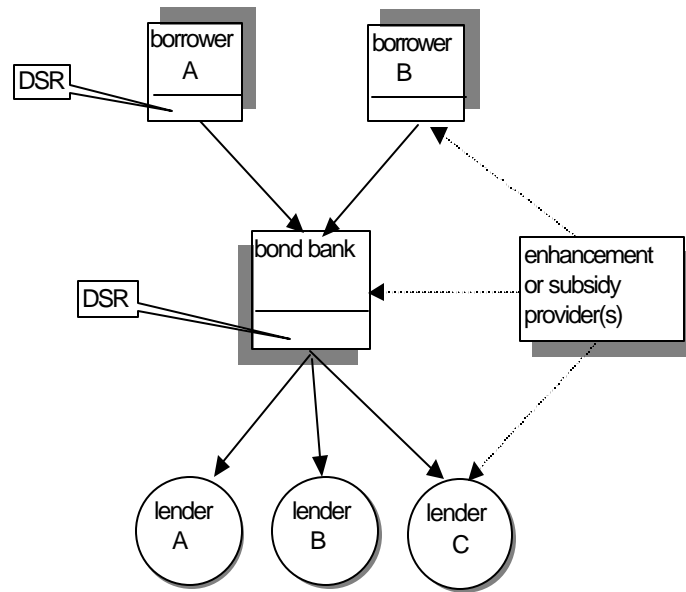 borrower
A
borrower
B
DSR
bond bank
enhancement
or subsidy
provider(s)
DSR
lender
A
lender
B
lender
C